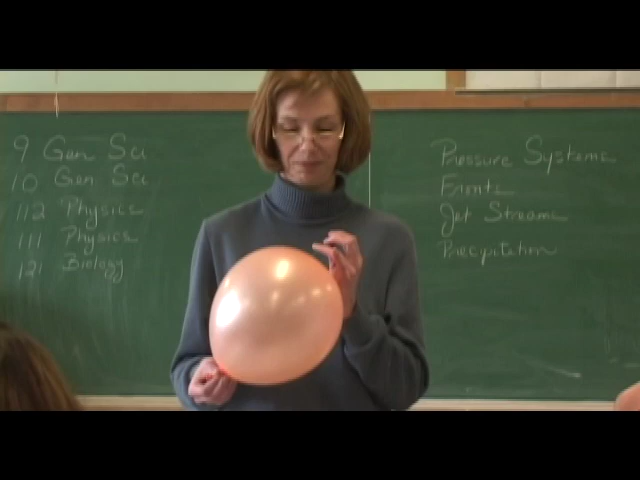 9 Gen Sci
10 Gen Sci
112 Physics
111 Physics
121 Biology
Pressure Systems
Fronts
Jet Streams
Precipitation